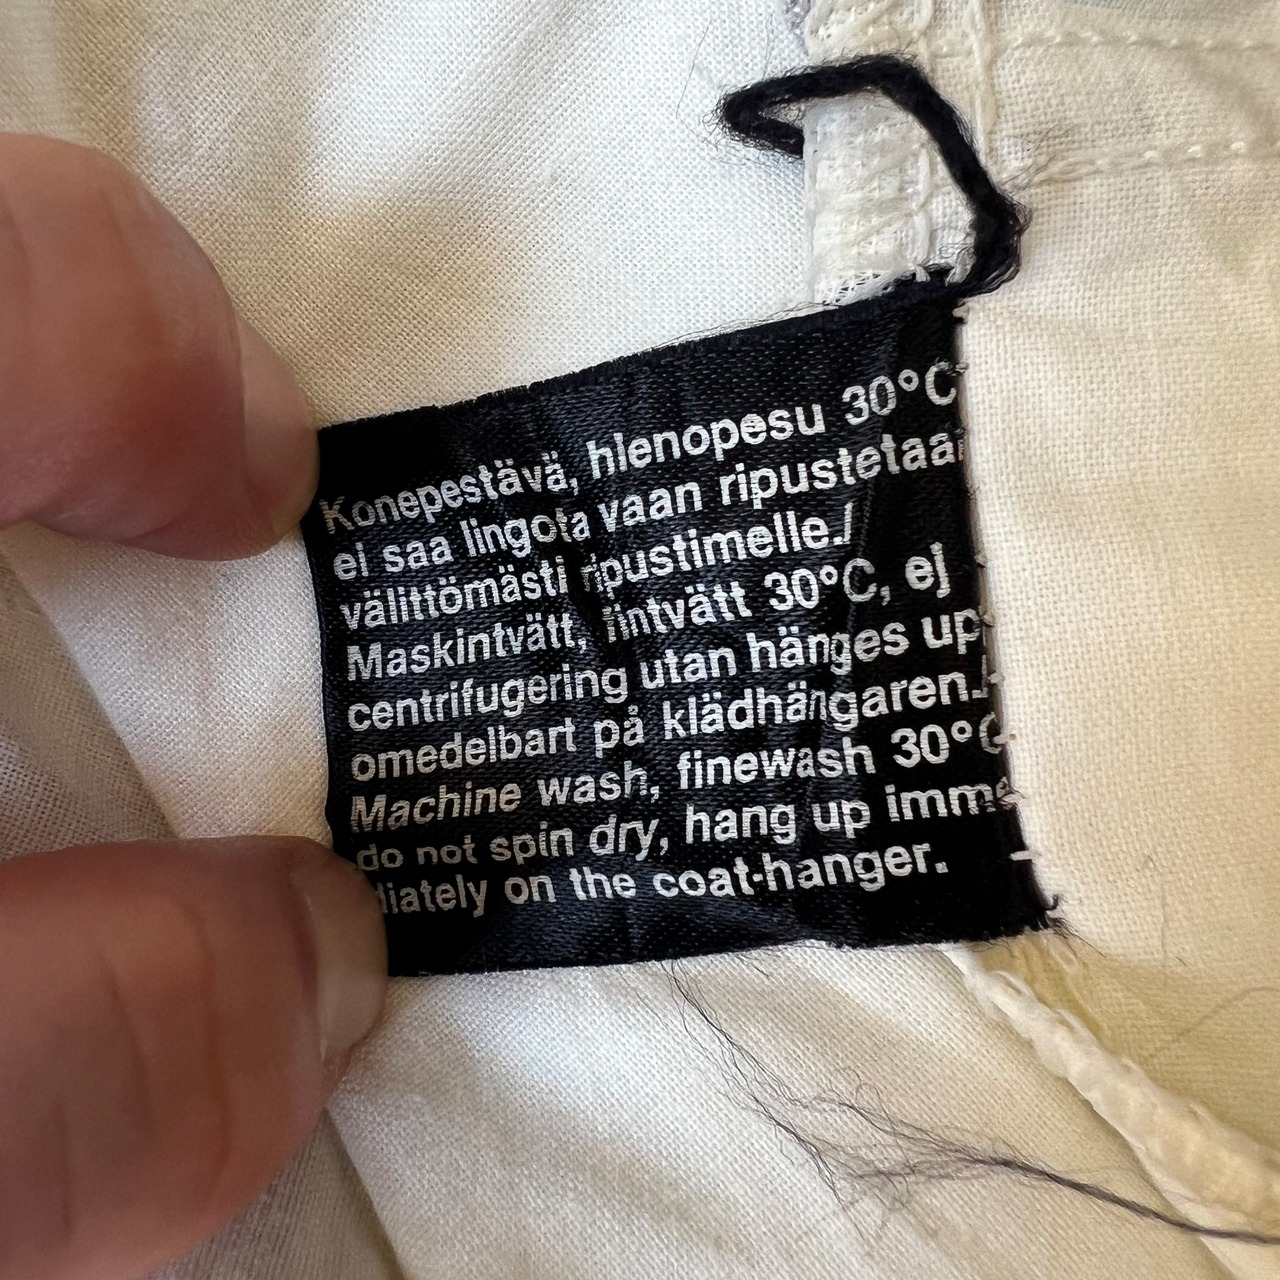 Konepestävä, hienopesu 30°C
ei saa lingota vaan ripustetaan
välittömästi ripustimelle./
Maskintvätt, fintvätt 30°C, ej
centrifugering utan hänges upp
omedelbart på klädhängaren./
Machine wash, finewash 30°C
do not spin dry, hang up imme
diately on the coat-hanger.